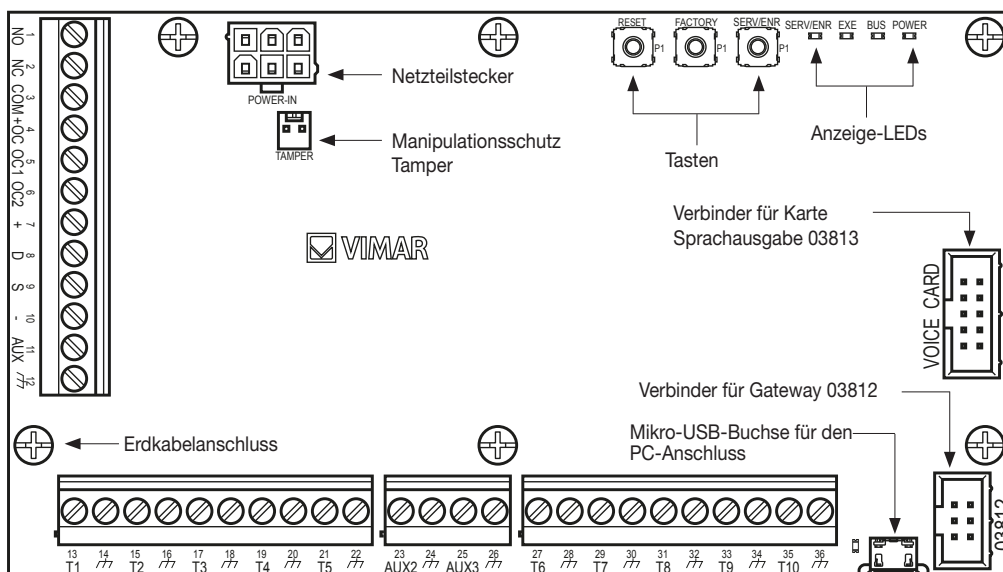 RESET
FACTORY
SERV/ENR
SERV/ENR EXE BUS POWER
P1
P1
P1
NO 1
NC 2
COM 3
+OC 4
OC1 5
OC2 6
+ 7
D 8
S 9
- 10
AUX 11
12
POWER-IN
Netzteilstecker
TAMPER
Manipulationsschutz
Tamper
Tasten
Anzeige-LEDs
VIMAR
Verbinder für Karte
Sprachausgabe 03813
VOICE CARD
Verbinder für Gateway 03812
Erdkabelanschluss
Mikro-USB-Buchse für den
PC-Anschluss
03812
13 14 15 16 17 18 19 20 21 22
T1 T2 T3 T4 T5
23 24 25 26
AUX2 AUX3
27 28 29 30 31 32 33 34 35 36
T6 T7 T8 T9 T10